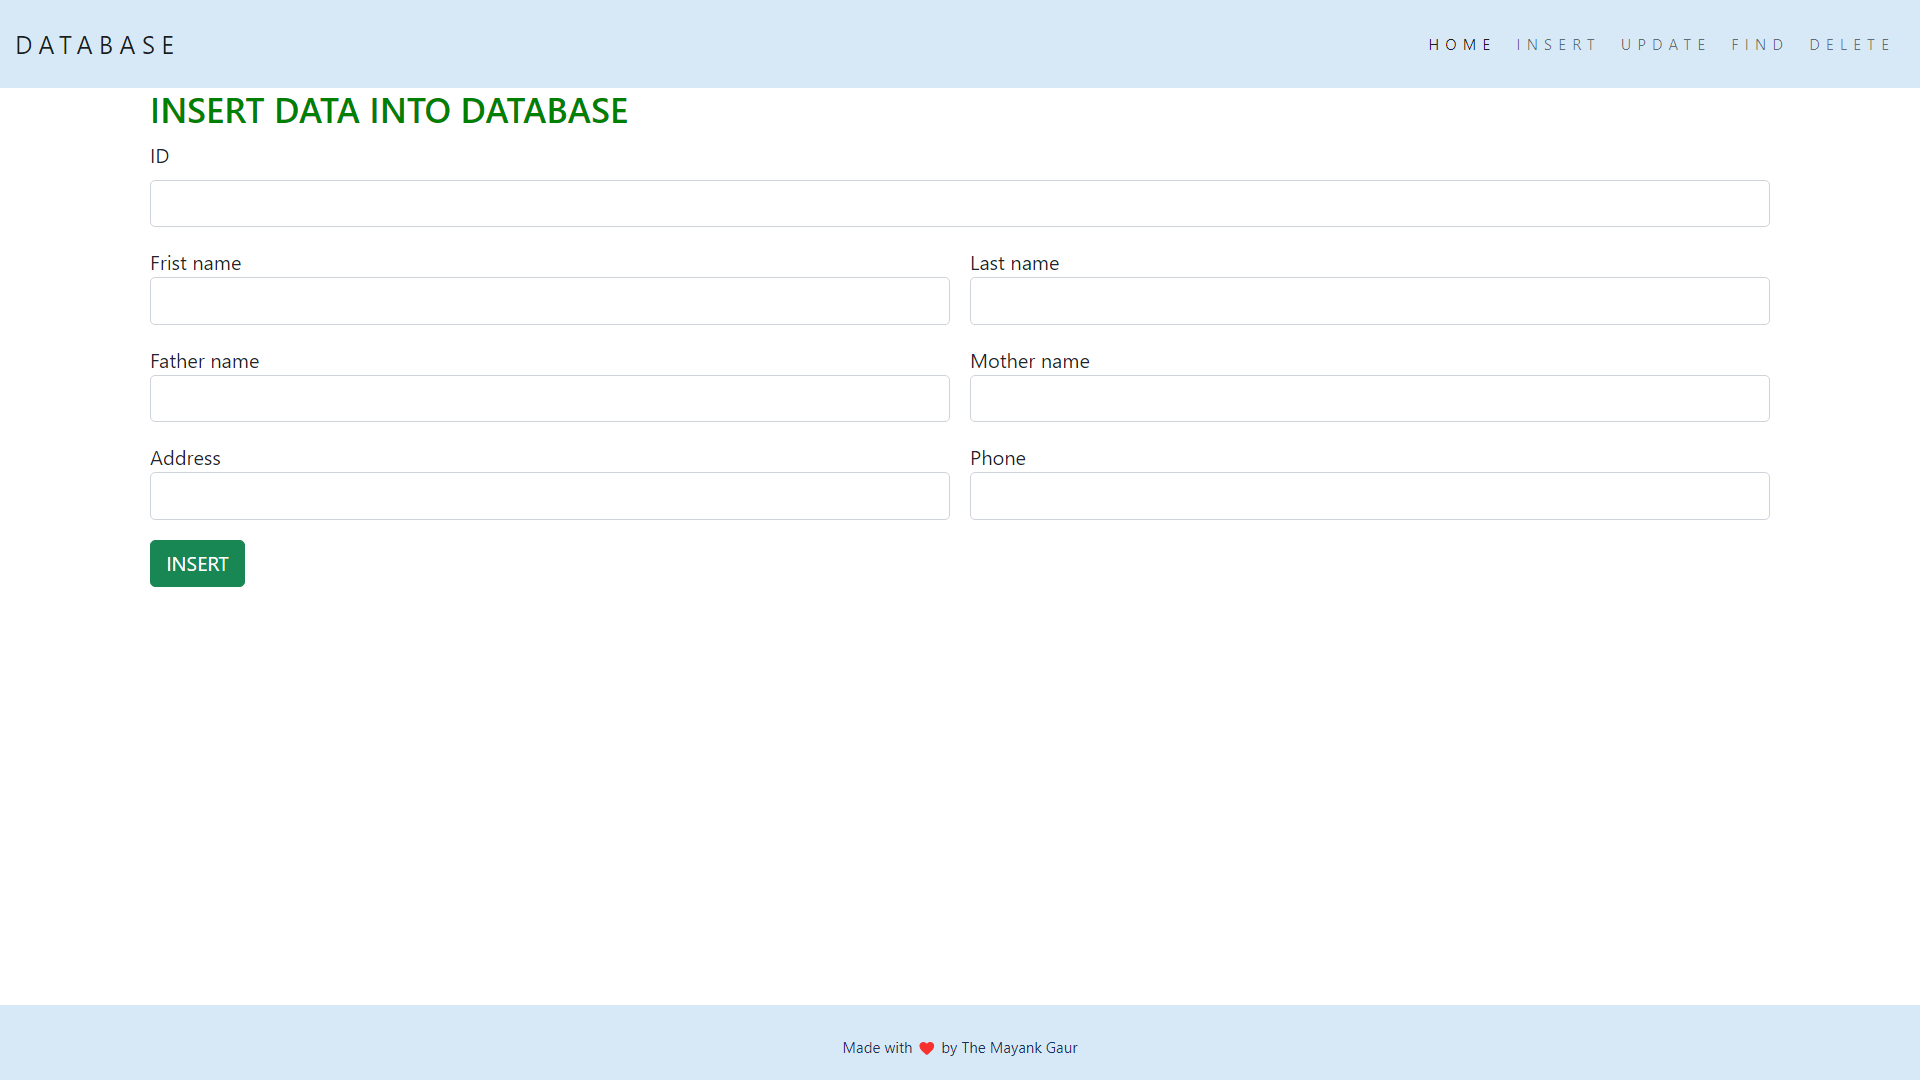 DATABASE
HOME INSERT UPDATE FIND DELETE
INSERT DATA INTO DATABASE
ID
Frist name Last name
Father name Mother name
Address Phone
INSERT
Made with ❤ by The Mayank Gaur